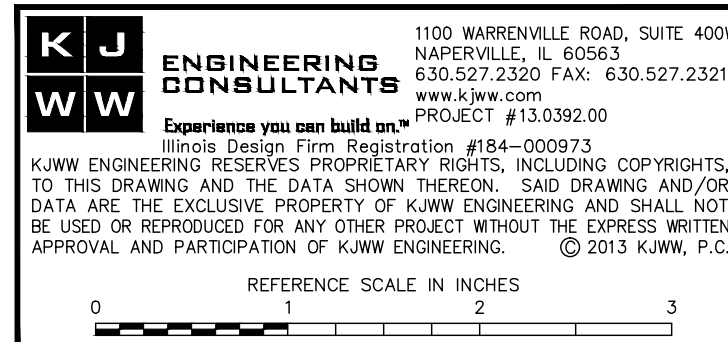 K J
W W
ENGINEERING
CONSULTANTS
Experience you can build on.™
1100 WARRENVILLE ROAD, SUITE 400W
NAPERVILLE, IL 60563
630.527.2320 FAX: 630.527.2321
www.kjww.com
PROJECT #13.0392.00
Illinois Design Firm Registration #184-000973
KJWW ENGINEERING RESERVES PROPRIETARY RIGHTS, INCLUDING COPYRIGHTS,
TO THIS DRAWING AND THE DATA SHOWN THEREON. SAID DRAWING AND/OR
DATA ARE THE EXCLUSIVE PROPERTY OF KJWW ENGINEERING AND SHALL NOT
BE USED OR REPRODUCED FOR ANY OTHER PROJECT WITHOUT THE EXPRESS WRITTEN
APPROVAL AND PARTICIPATION OF KJWW ENGINEERING. © 2013 KJWW, P.C.
REFERENCE SCALE IN INCHES
0 1 2 3